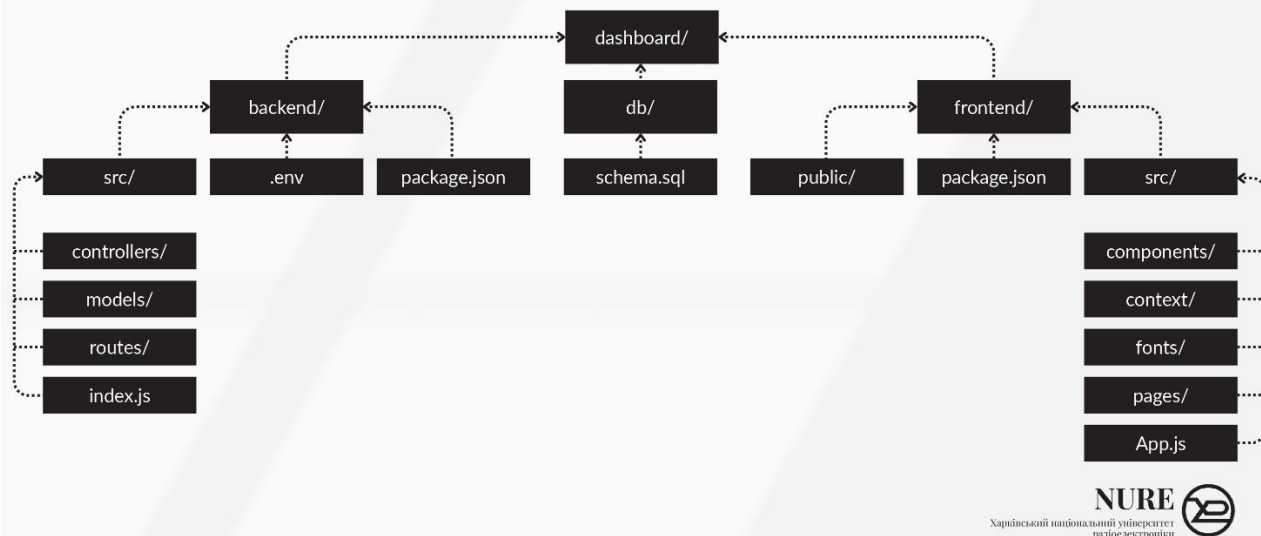 dashboard/
backend/
db/
frontend/
src/
.env
package.json
schema.sql
public/
package.json
src/
controllers/
models/
routes/
index.js
components/
context/
fonts/
pages/
App.js
NURE
Харківський національний університет
радіоелектроніки